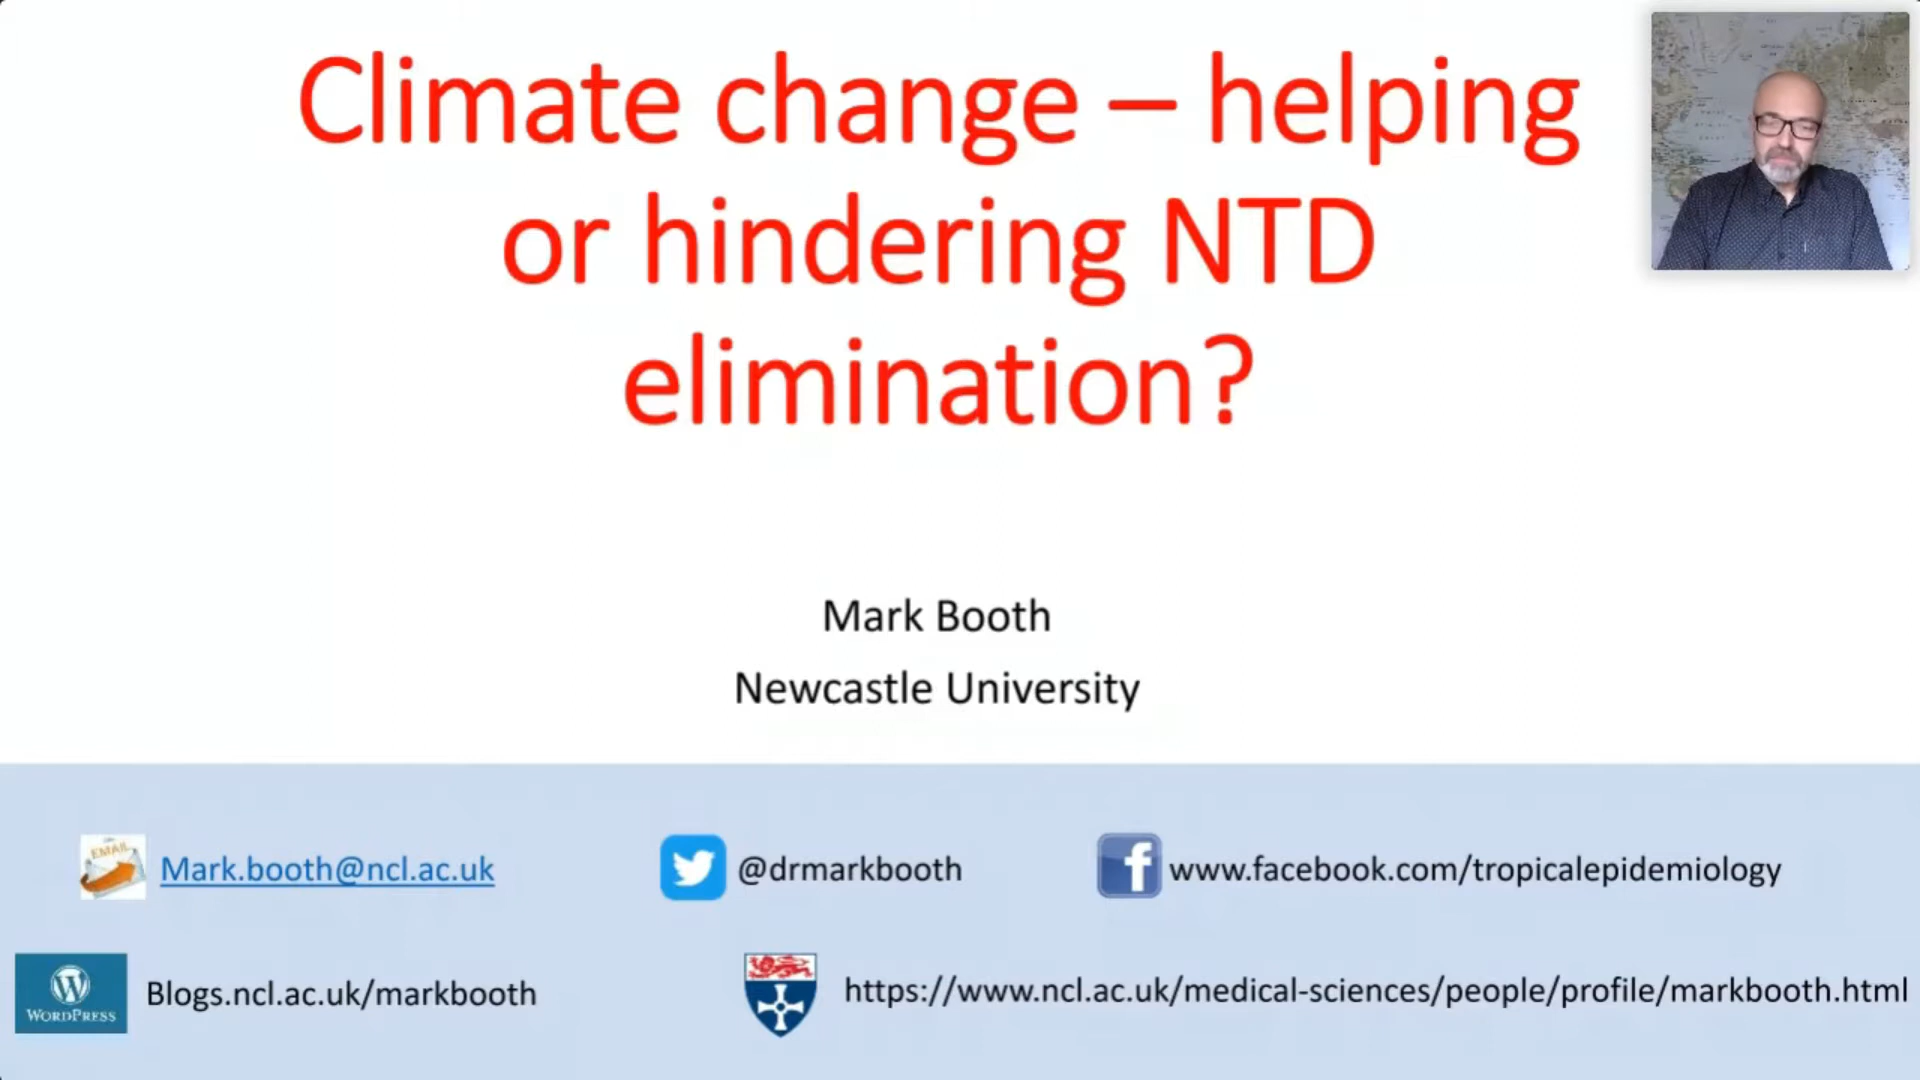 Climate change – helping
or hindering NTD
elimination?
Mark Booth
Newcastle University
EMAIL
Mark.booth@ncl.ac.uk
@drmarkbooth
www.facebook.com/tropicalepidemiology
WORDPRESS
Blogs.ncl.ac.uk/markbooth
https://www.ncl.ac.uk/medical-sciences/people/profile/markbooth.html